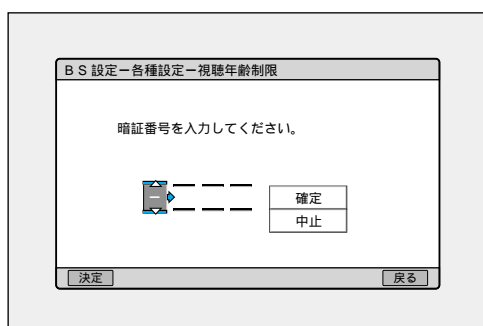 ＢＳ設定ー各種設定ー視聴年齢制限
暗証番号を入力してください。
－
確定
中止
決定
戻る